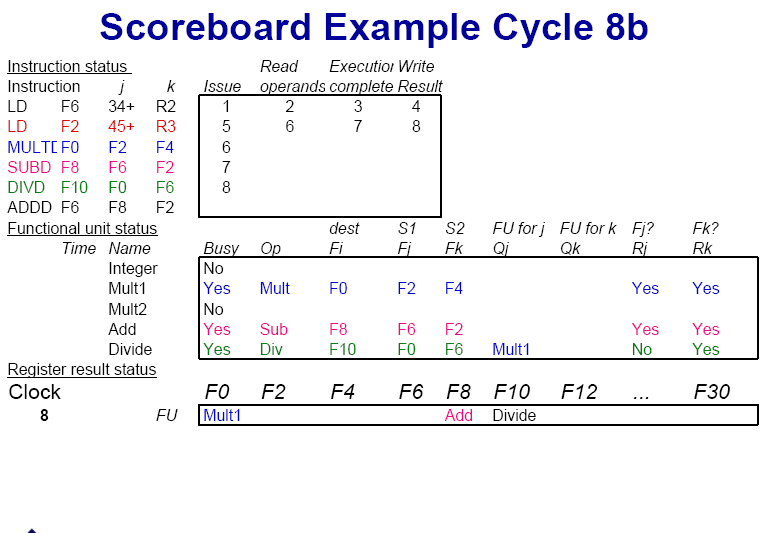 Scoreboard Example Cycle 8b
Instruction status Read Execution Write
Instruction j k Issue operands complete Result
LD F6 34+ R2 1 2 3 4
LD F2 45+ R3 5 6 7 8
MULTD F0 F2 F4 6
SUBD F8 F6 F2 7
DIVD F10 F0 F6 8
ADDD F6 F8 F2
Functional unit status dest S1 S2 FU for j FU for k Fj? Fk?
Time Name Busy Op Fi Fj Fk Qj Qk Rj Rk
Integer No
Mult1 Yes Mult F0 F2 F4 Yes Yes
Mult2 No
Add Yes Sub F8 F6 F2 Yes Yes
Divide Yes Div F10 F0 F6 Mult1 No Yes
Register result status
Clock F0 F2 F4 F6 F8 F10 F12 ... F30
8 FU Mult1 Add Divide